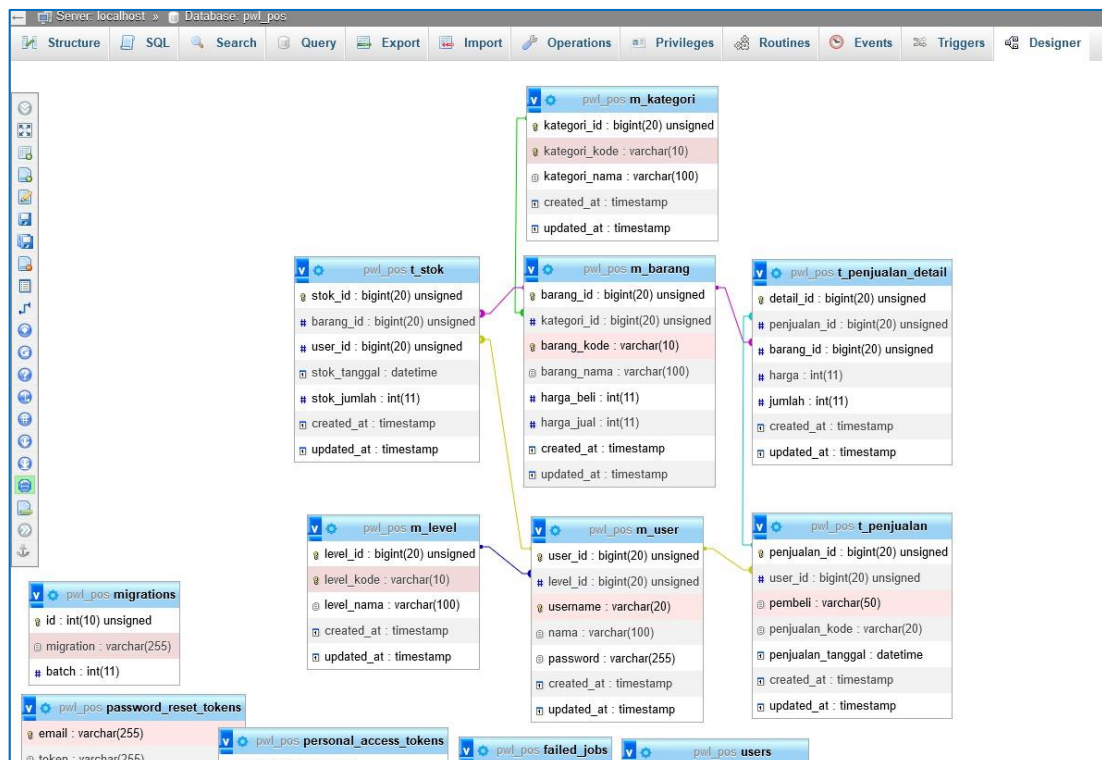 Server: localhost » Database: pwl_pos
Structure SQL Search Query Export Import Operations Privileges Routines Events Triggers Designer
pwl_pos m_kategori
kategori_id : bigint(20) unsigned
kategori_kode : varchar(10)
kategori_nama : varchar(100)
created_at : timestamp
updated_at : timestamp
pwl_pos t_stok
stok_id : bigint(20) unsigned
barang_id : bigint(20) unsigned
user_id : bigint(20) unsigned
stok_tanggal : datetime
stok_jumlah : int(11)
created_at : timestamp
updated_at : timestamp
pwl_pos m_barang
barang_id : bigint(20) unsigned
kategori_id : bigint(20) unsigned
barang_kode : varchar(10)
barang_nama : varchar(100)
harga_beli : int(11)
harga_jual : int(11)
created_at : timestamp
updated_at : timestamp
pwl_pos t_penjualan_detail
detail_id : bigint(20) unsigned
penjualan_id : bigint(20) unsigned
barang_id : bigint(20) unsigned
harga : int(11)
jumlah : int(11)
created_at : timestamp
updated_at : timestamp
pwl_pos m_level
level_id : bigint(20) unsigned
level_kode : varchar(10)
level_nama : varchar(100)
created_at : timestamp
updated_at : timestamp
pwl_pos m_user
user_id : bigint(20) unsigned
level_id : bigint(20) unsigned
username : varchar(20)
nama : varchar(100)
password : varchar(255)
created_at : timestamp
updated_at : timestamp
pwl_pos t_penjualan
penjualan_id : bigint(20) unsigned
user_id : bigint(20) unsigned
pembeli : varchar(50)
penjualan_kode : varchar(20)
penjualan_tanggal : datetime
created_at : timestamp
updated_at : timestamp
pwl_pos migrations
id : int(10) unsigned
migration : varchar(255)
batch : int(11)
pwl_pos password_reset_tokens
email : varchar(255)
token : varchar(255)
pwl_pos personal_access_tokens
pwl_pos failed_jobs
pwl_pos users